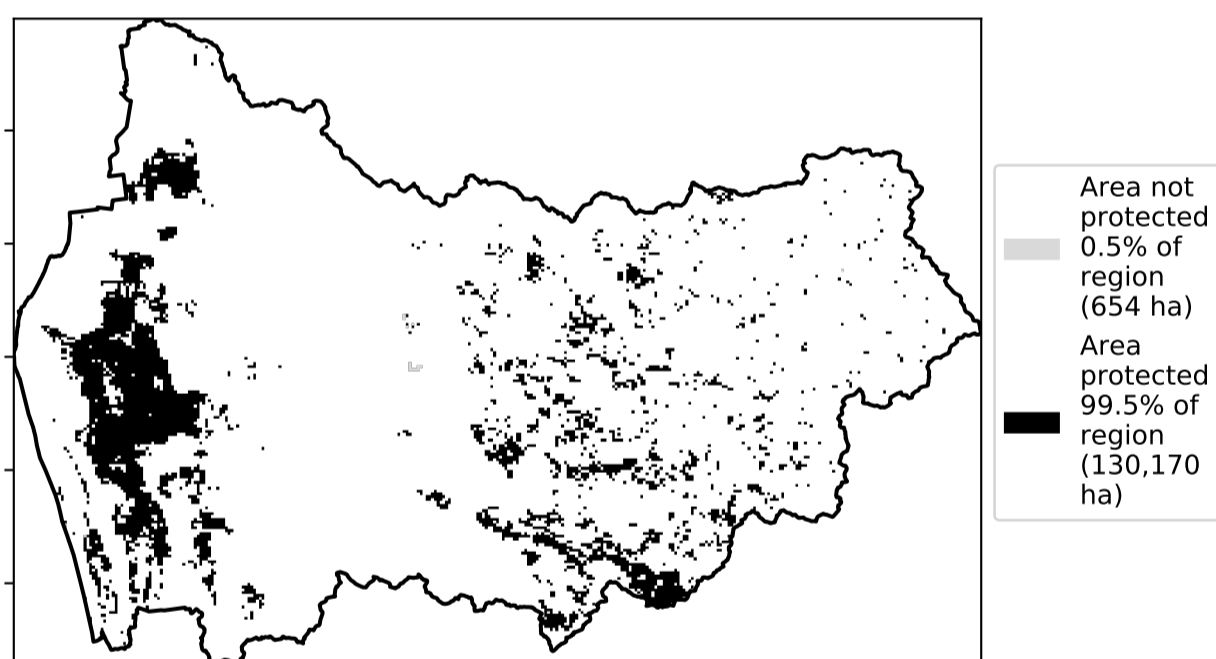 Area not
protected
0.5% of
region
(654 ha)
Area
protected
99.5% of
region
(130,170
ha)